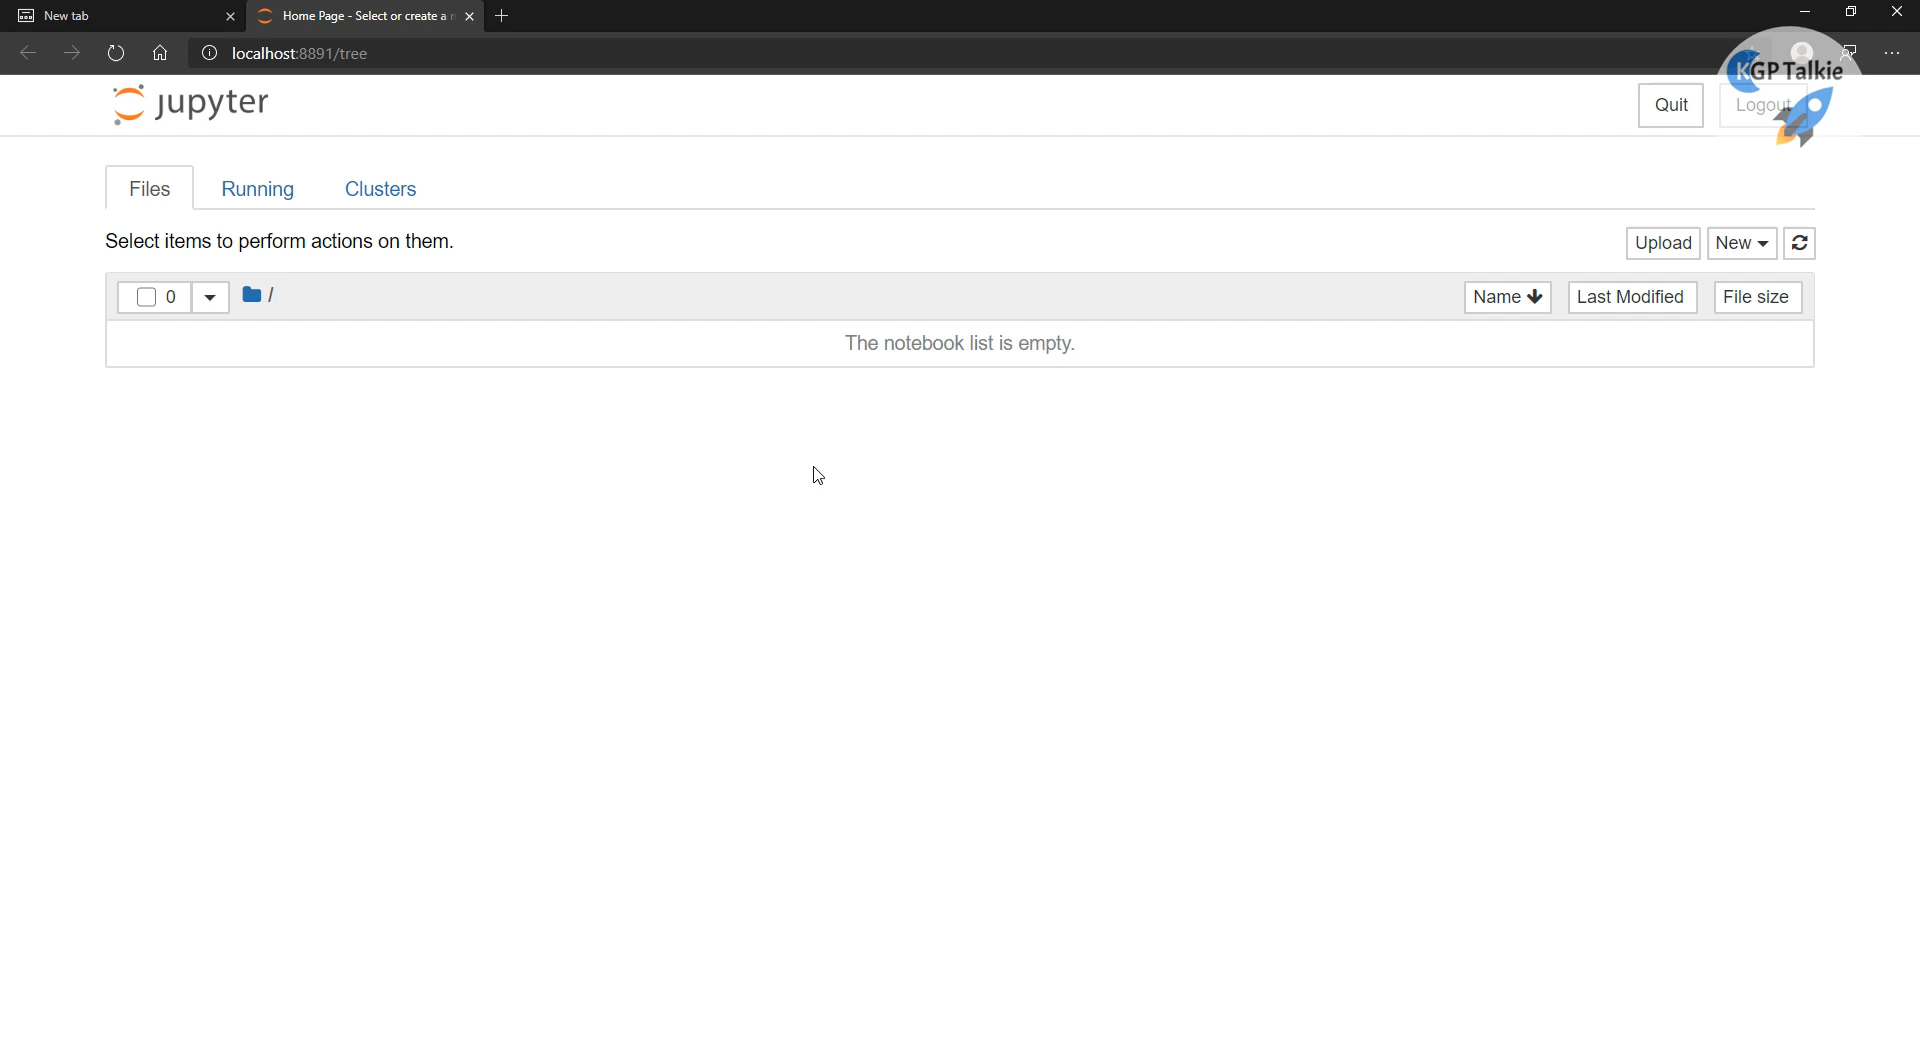 New tab
Home Page - Select or create a n
localhost:8891/tree
KGP Talkie
jupyter
Quit
Logout
Files
Running
Clusters
Select items to perform actions on them.
Upload
New
0
/
Name
Last Modified
File size
The notebook list is empty.